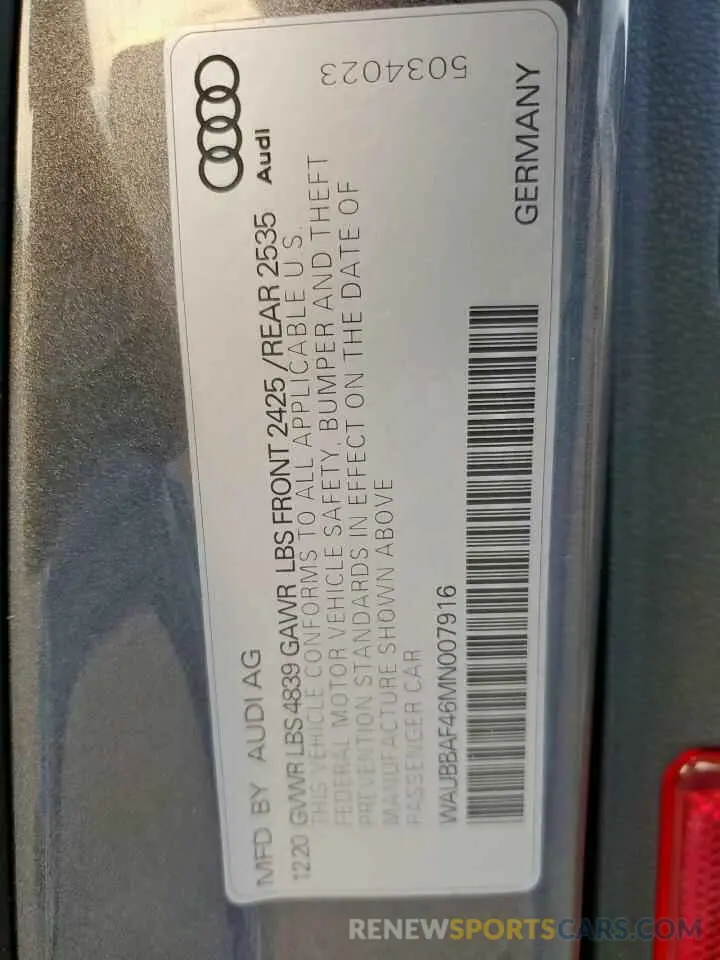 MFD BY AUDI AG
5034023
1220 GVWR LBS 4839 GAWR LBS FRONT 2425 /REAR 2535
Audi
THIS VEHICLE CONFORMS TO ALL APPLICABLE U S.
FEDERAL MOTOR VEHICLE SAFETY, BUMPER AND THEFT
PREVENTION STANDARDS IN EFFECT ON THE DATE OF
MANUFACTURE SHOWN ABOVE
PASSENGER CAR
WAUBBAF46MN007916
GERMANY
RENEWSPORTSCARS.COM